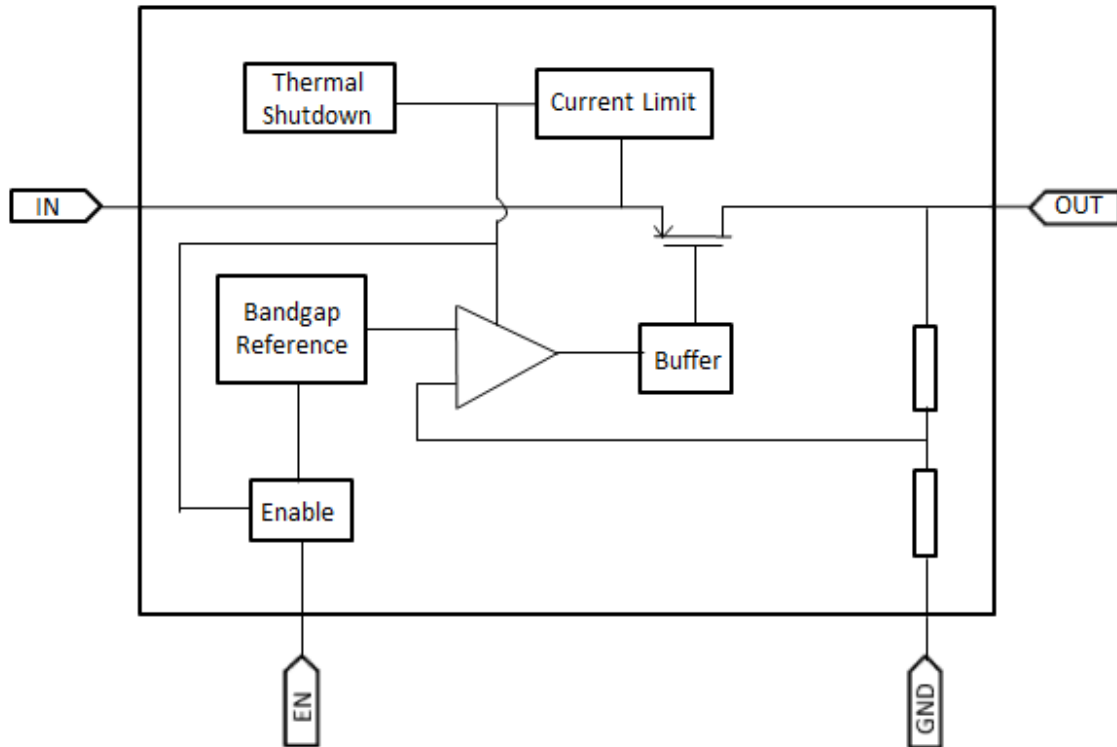 Thermal
Shutdown
Current Limit
IN
OUT
Bandgap
Reference
Buffer
Enable
EN
GND